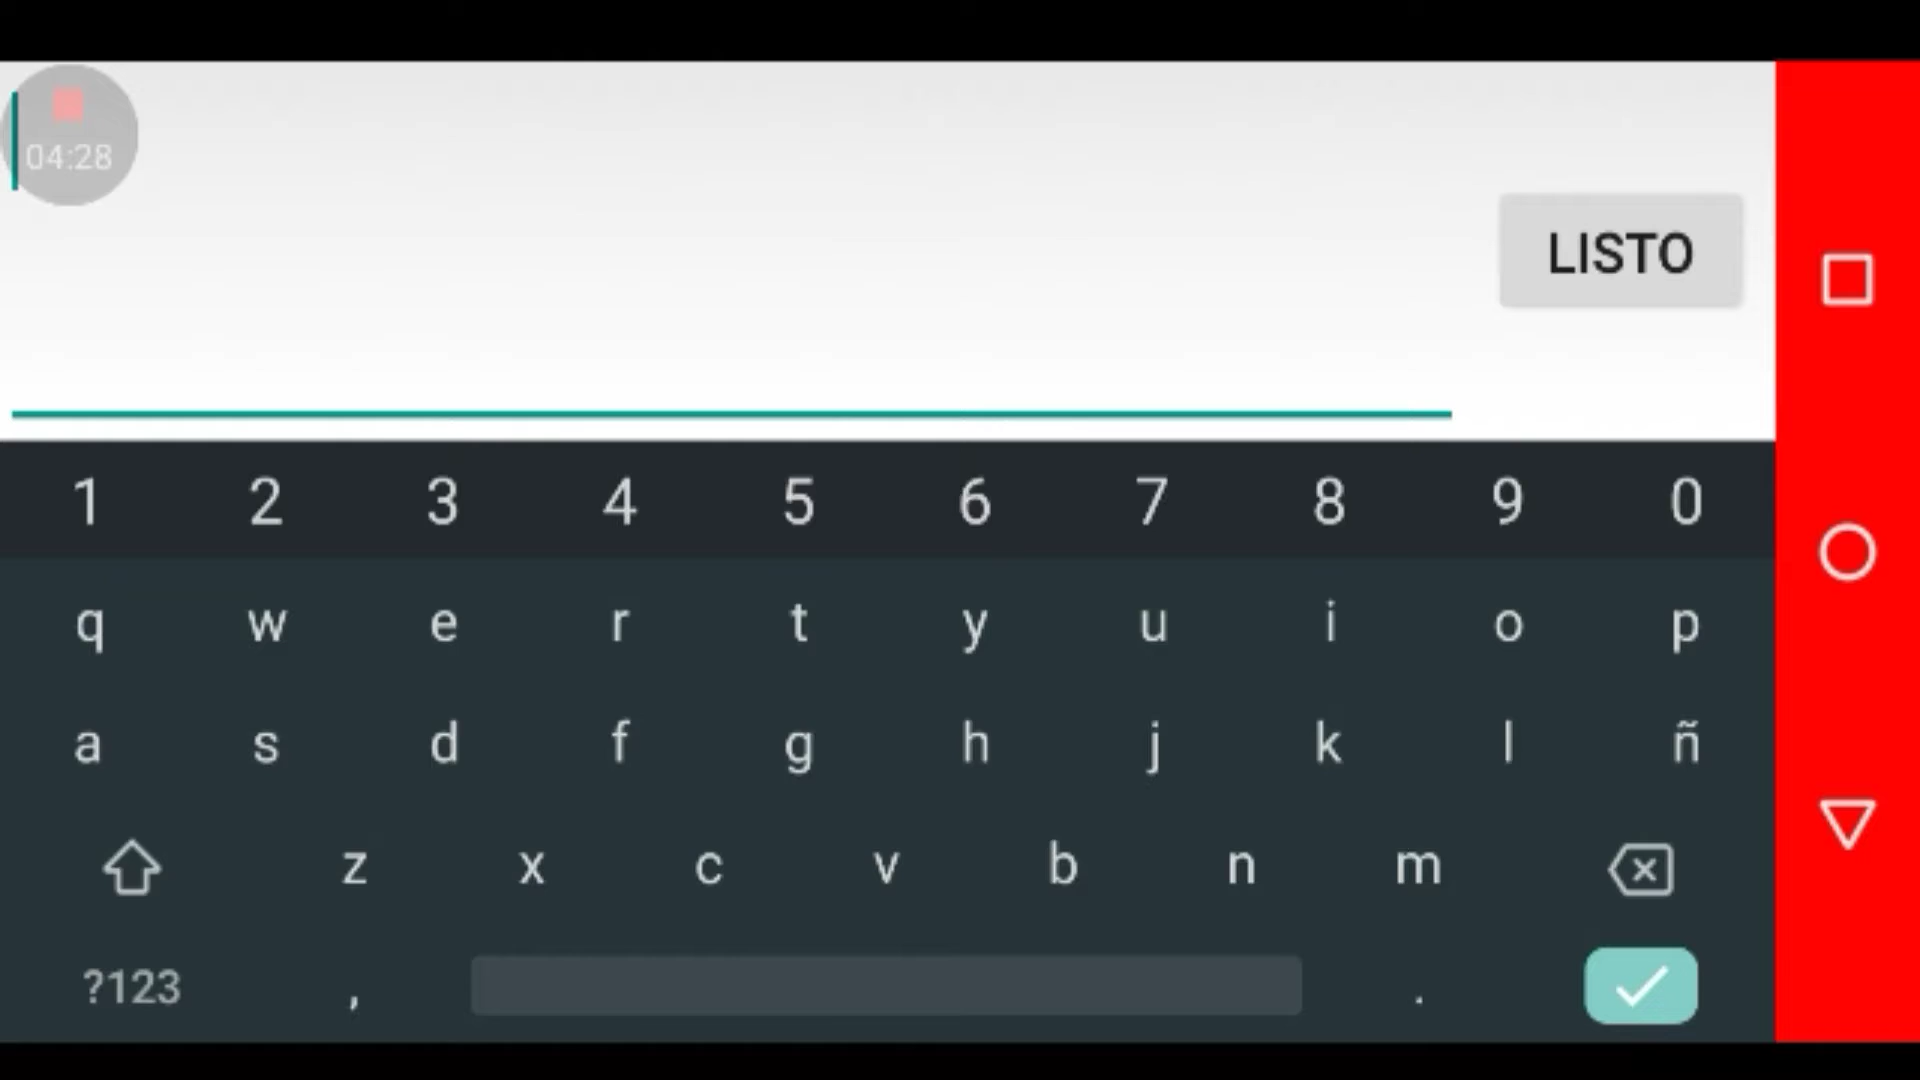 04:28
LISTO
1 2 3 4 5 6 7 8 9 0
q w e r t y u i o p
a s d f g h j k l ñ
z x c v b n m
?123 , .